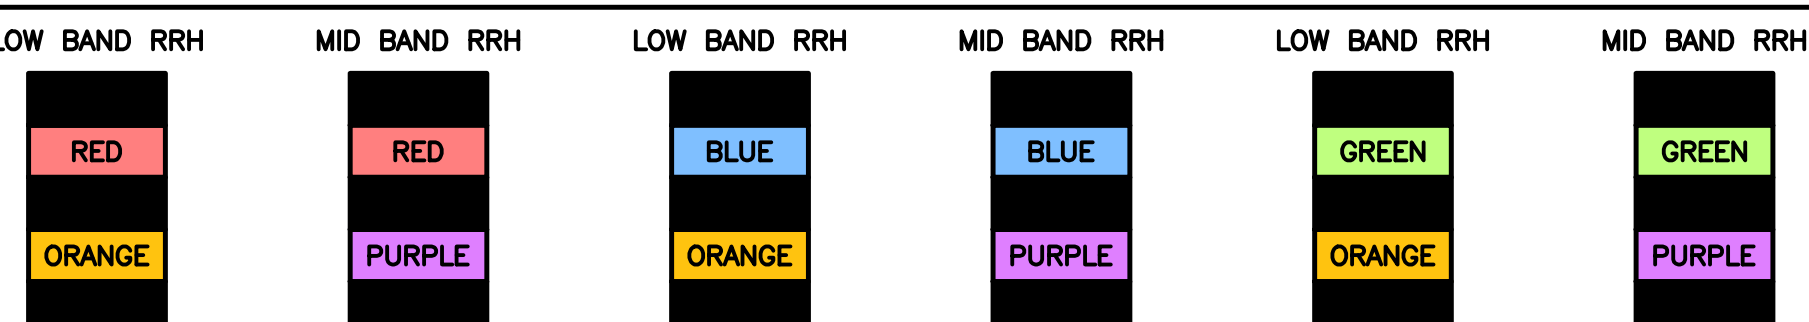 LOW BAND RRH MID BAND RRH LOW BAND RRH MID BAND RRH LOW BAND RRH MID BAND RRH
RED RED BLUE BLUE GREEN GREEN
ORANGE PURPLE ORANGE PURPLE ORANGE PURPLE